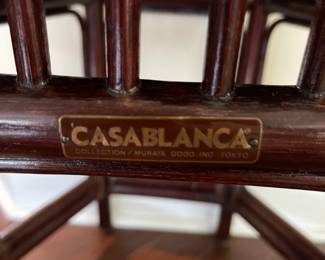 CASABLANCA
COLLECTION / MURATA GODO INC. TOKYO